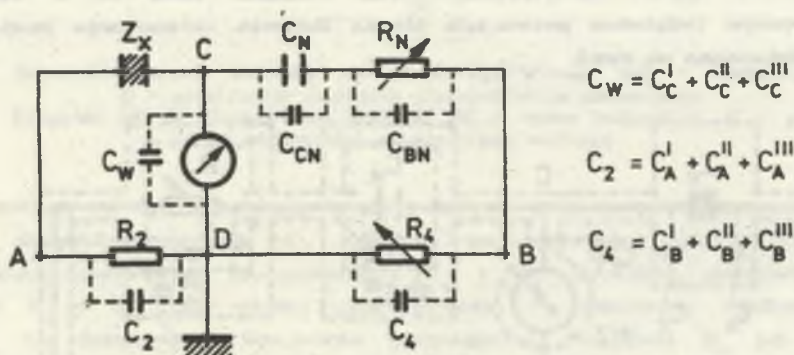 Z_X
C
C_N
R_N
C_CN
C_BN
C_W
A
R_2
D
R_4
B
C_2
C_4
C_W = C_C^I + C_C^II + C_C^III
C_2 = C_A^I + C_A^II + C_A^III
C_4 = C_B^I + C_B^II + C_B^III